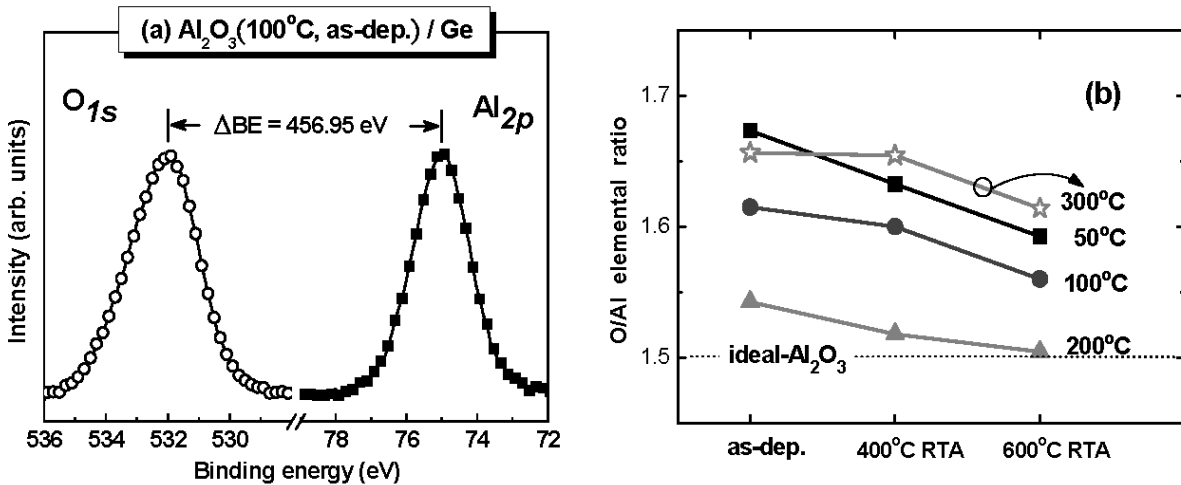 (a) Al₂O₃(100°C, as-dep.) / Ge
O1s
Al2p
ΔBE = 456.95 eV
Intensity (arb. units)
536 534 532 530 78 76 74 72
Binding energy (eV)
(b)
O/Al elemental ratio
1.7
1.6
1.5
300°C
50°C
100°C
200°C
ideal-Al₂O₃
as-dep. 400°C RTA 600°C RTA